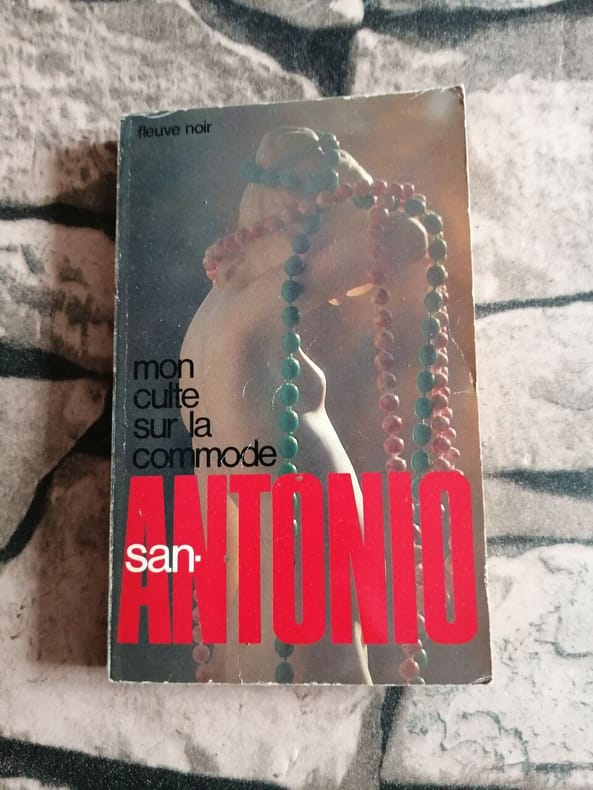 fleuve noir
mon
culte
sur la
commode
san-
ANTONIO